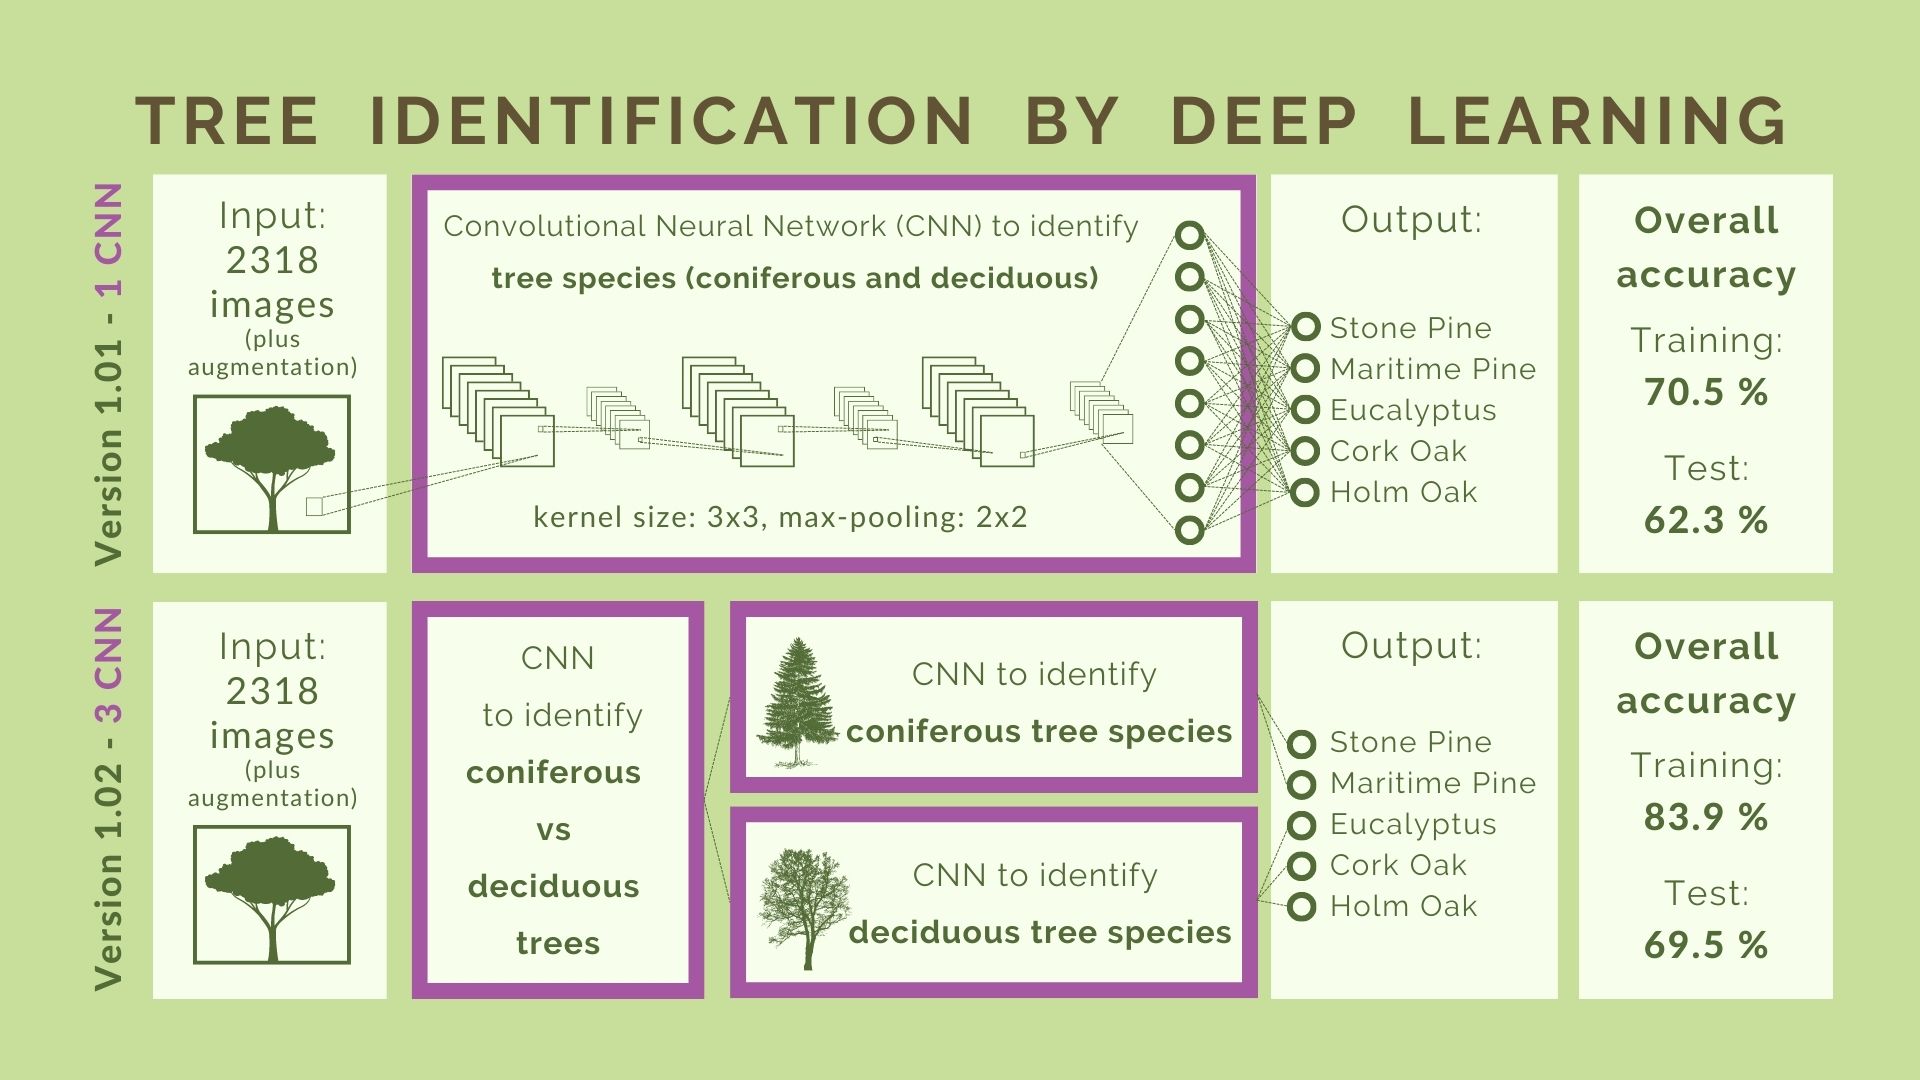 TREE IDENTIFICATION BY DEEP LEARNING
Version 1.01 - 1 CNN
Input:
2318
images
(plus
augmentation)
Convolutional Neural Network (CNN) to identify
tree species (coniferous and deciduous)
kernel size: 3x3, max-pooling: 2x2
Output:
Stone Pine
Maritime Pine
Eucalyptus
Cork Oak
Holm Oak
Overall
accuracy
Training:
70.5 %
Test:
62.3 %
Version 1.02 - 3 CNN
Input:
2318
images
(plus
augmentation)
CNN
to identify
coniferous
vs
deciduous
trees
CNN to identify
coniferous tree species
CNN to identify
deciduous tree species
Output:
Stone Pine
Maritime Pine
Eucalyptus
Cork Oak
Holm Oak
Overall
accuracy
Training:
83.9 %
Test:
69.5 %